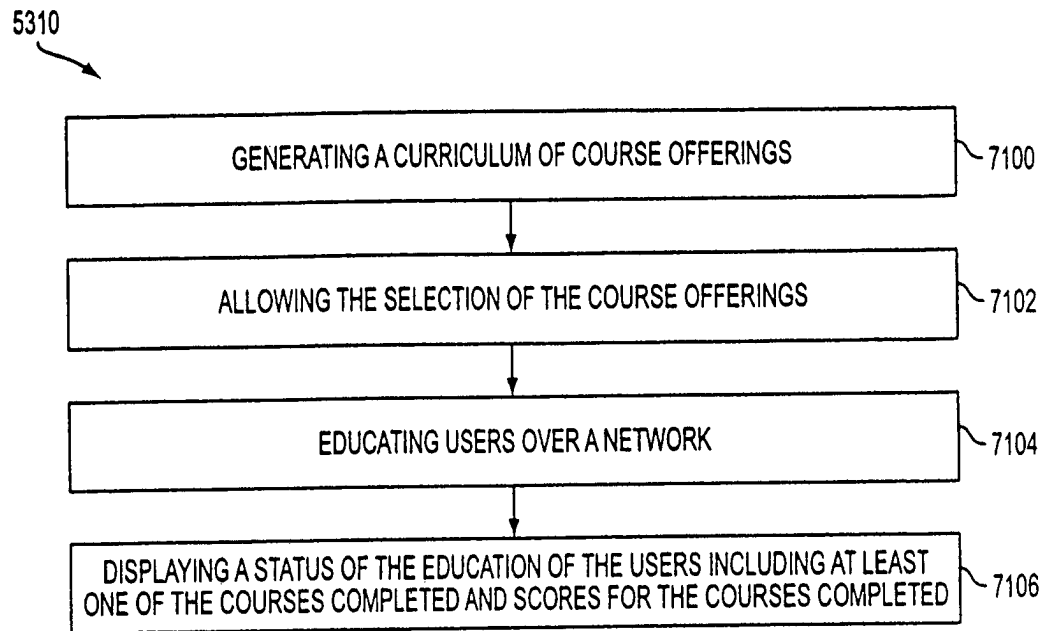 5310
GENERATING A CURRICULUM OF COURSE OFFERINGS
7100
ALLOWING THE SELECTION OF THE COURSE OFFERINGS
7102
EDUCATING USERS OVER A NETWORK
7104
DISPLAYING A STATUS OF THE EDUCATION OF THE USERS INCLUDING AT LEAST
ONE OF THE COURSES COMPLETED AND SCORES FOR THE COURSES COMPLETED
7106